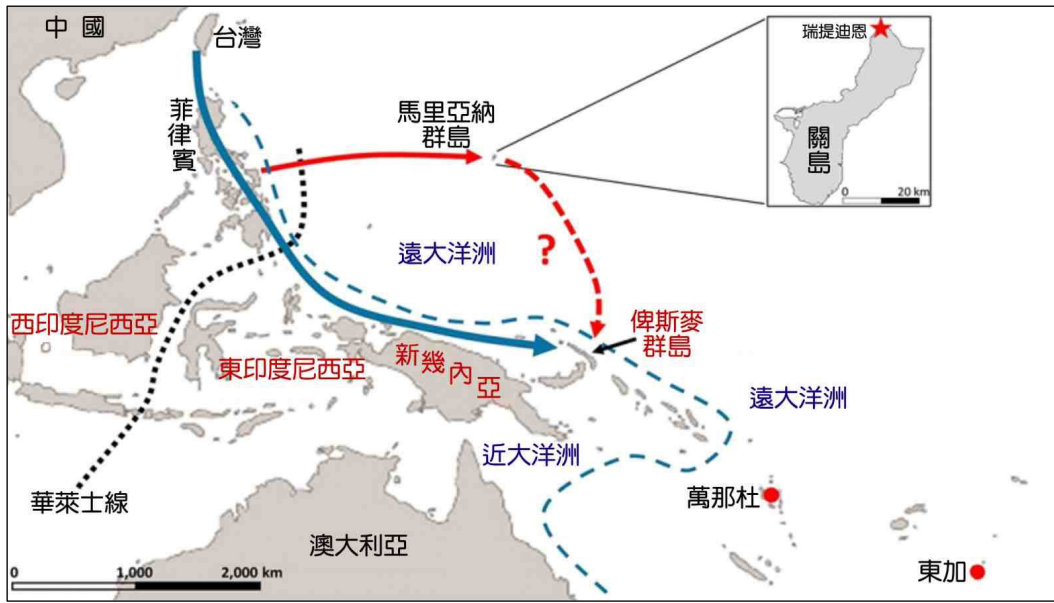 中國
台灣
菲律賓
馬里亞納
群島
瑞提迪恩
關島
0 20 km
遠大洋洲
?
西印度尼西亞
東印度尼西亞
新幾內亞
俾斯麥
群島
遠大洋洲
近大洋洲
華萊士線
萬那杜
澳大利亞
東加
0 1,000 2,000 km